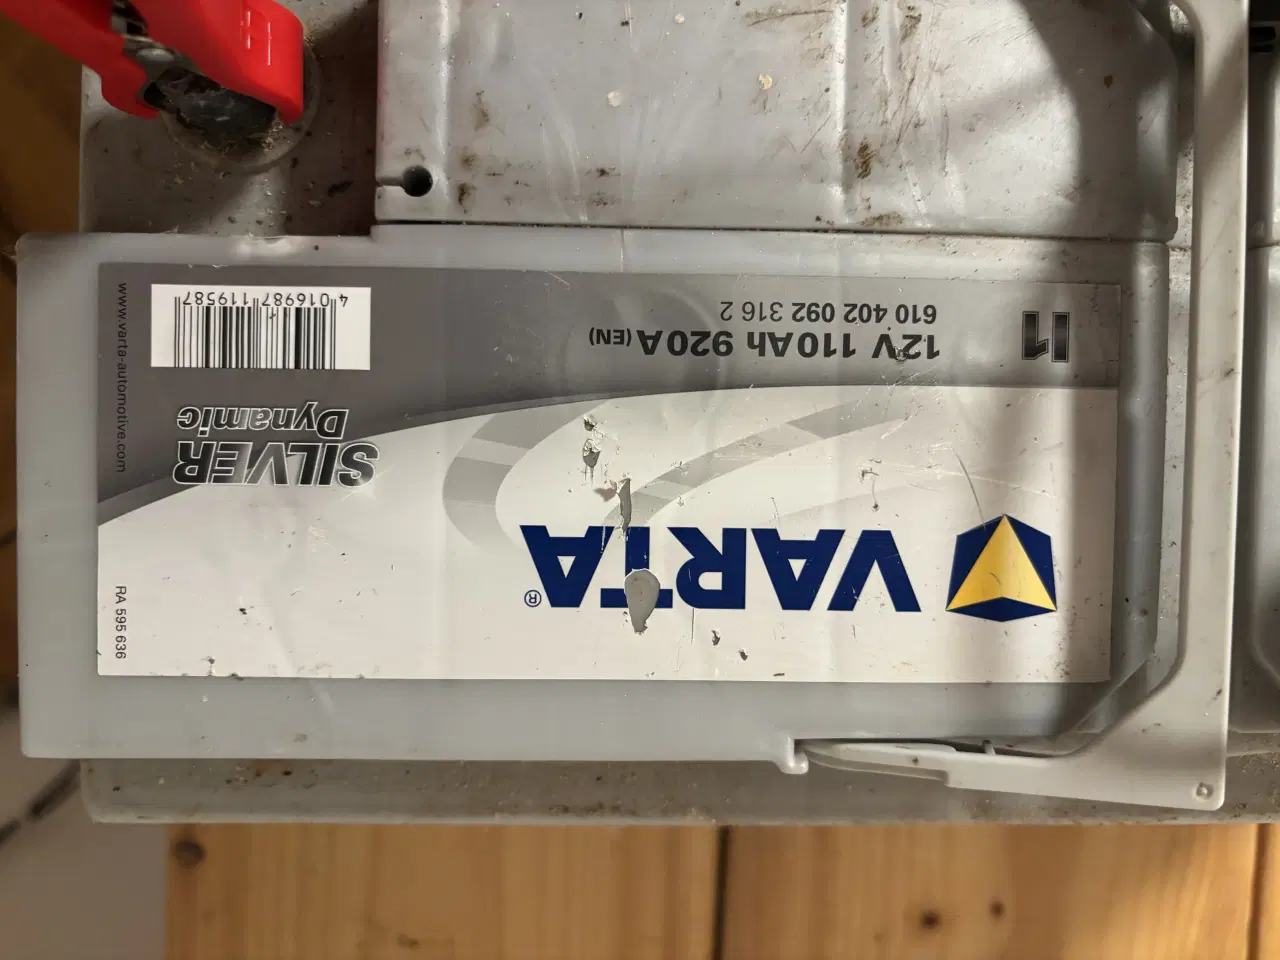 VARTA®
SILVER
Dynamic
I1
12V 110Ah 920A (EN)
610 402 092 316 2
4 016987 119587
www.varta-automotive.com
RA 595 636